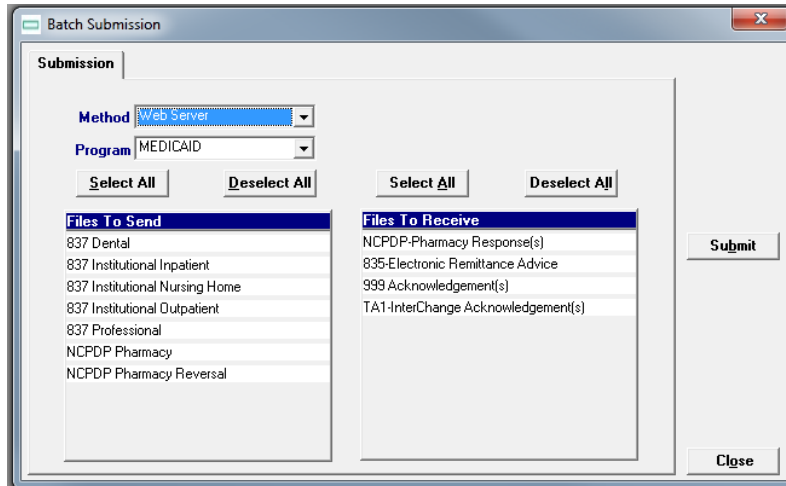 Batch Submission
Submission
Method Web Server
Program MEDICAID
Select All Deselect All Select All Deselect All
Files To Send Files To Receive
837 Dental NCPDP-Pharmacy Response(s)
837 Institutional Inpatient 835-Electronic Remittance Advice
837 Institutional Nursing Home 999 Acknowledgement(s)
837 Institutional Outpatient TA1-InterChange Acknowledgement(s)
837 Professional
NCPDP Pharmacy
NCPDP Pharmacy Reversal
Submit
Close